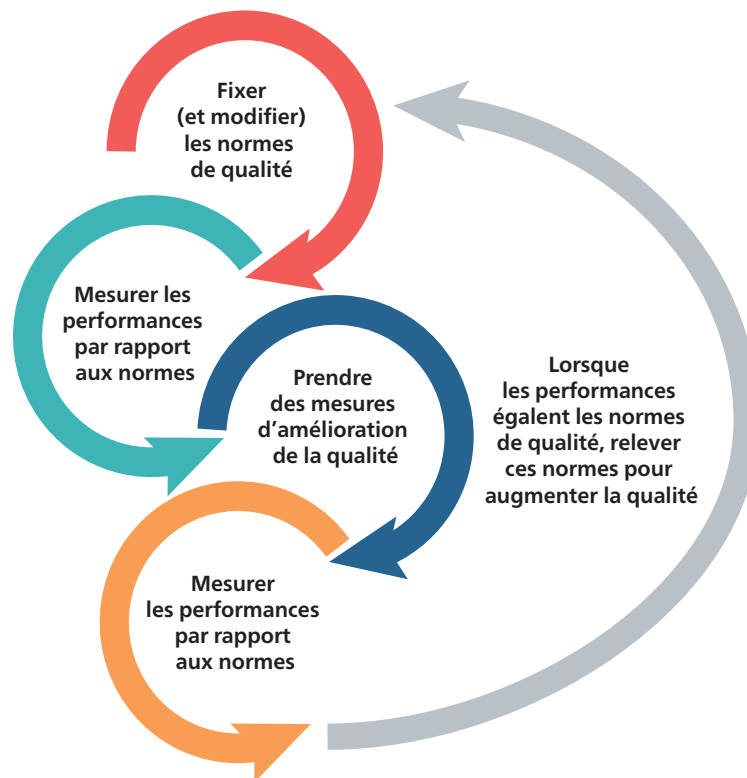 Fixer
(et modifier)
les normes
de qualité
Mesurer les
performances
par rapport
aux normes
Prendre
des mesures
d'amélioration
de la qualité
Lorsque
les performances
égalent les normes
de qualité, relever
ces normes pour
augmenter la qualité
Mesurer
les performances
par rapport
aux normes